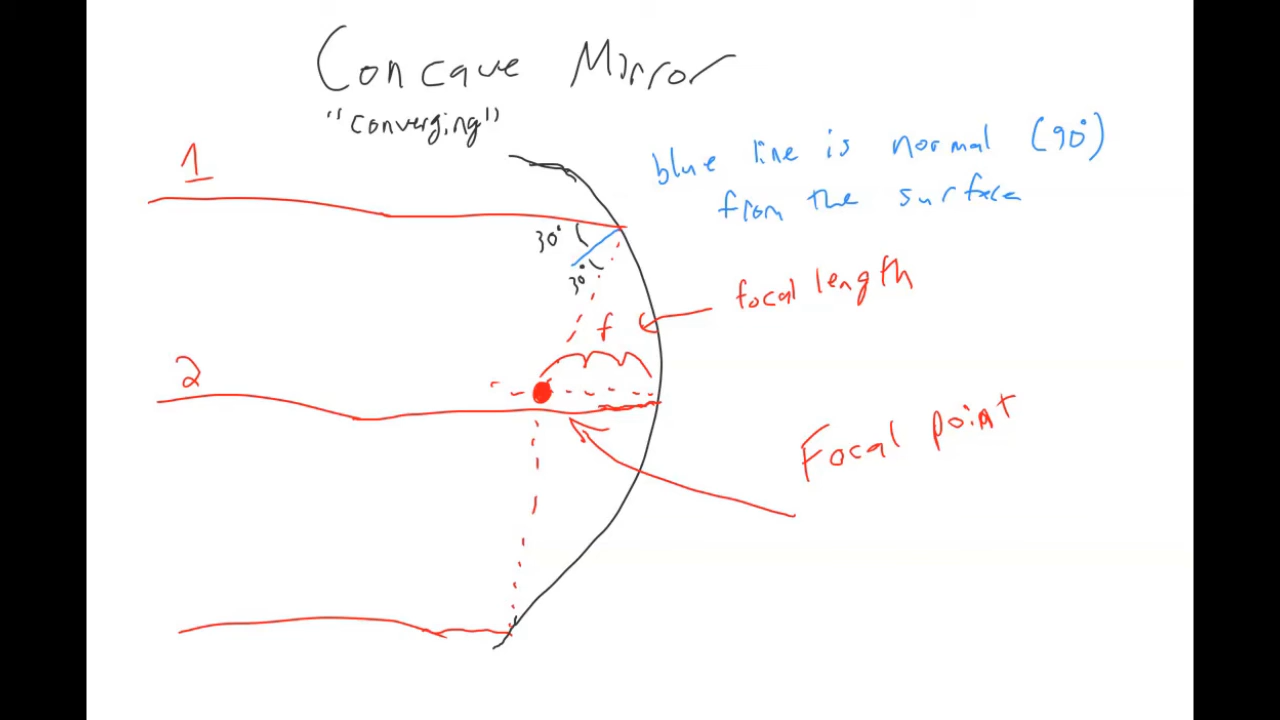 Concave Mirror
"converging"
1
blue line is normal (90°)
from the surface
30°
30°
focal length
f
2
Focal point